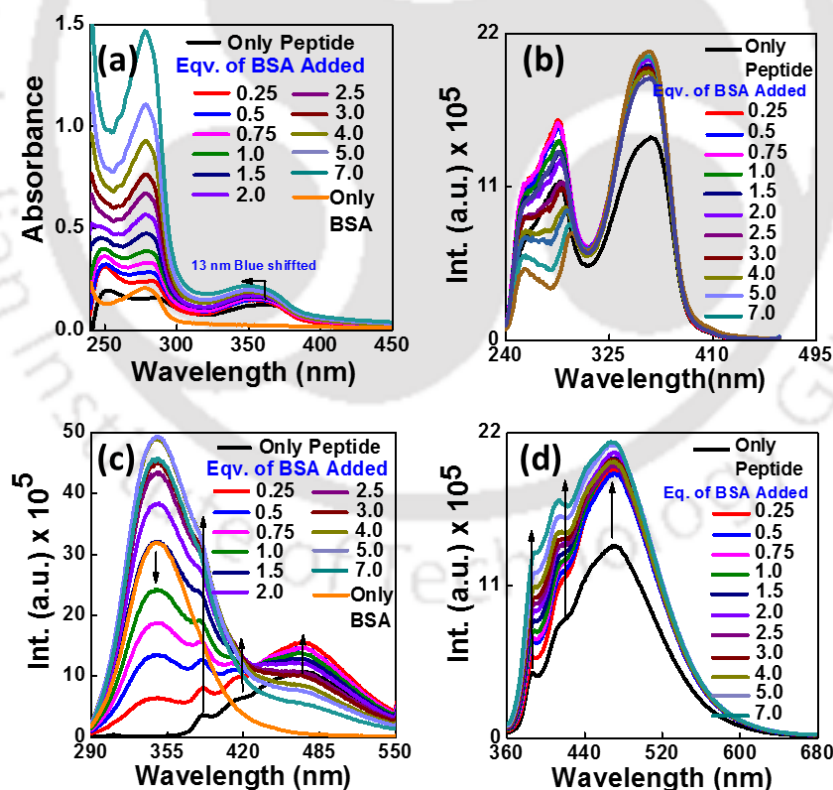 (a)
Only Peptide
Eqv. of BSA Added
0.25 2.5
0.5 3.0
0.75 4.0
1.0 5.0
1.5 7.0
2.0 Only
BSA
13 nm Blue shiffted
1.5
1.0
0.5
0.0
Absorbance
250 300 350 400 450
Wavelength (nm)
(b)
Only
Peptide
Eqv. of BSA Added
0.25
0.5
0.75
1.0
1.5
2.0
2.5
3.0
4.0
5.0
7.0
22
11
0
Int. (a.u.) x 10⁵
240 325 410 495
Wavelength(nm)
(c)
Only Peptide
Eqv. of BSA Added
0.25 2.5
0.5 3.0
0.75 4.0
1.0 5.0
1.5 7.0
2.0 Only
BSA
50
40
30
20
10
0
Int. (a.u.) x 10⁵
290 355 420 485 550
Wavelength (nm)
(d)
Only
Peptide
Eq. of BSA Added
0.25
0.5
0.75
1.0
1.5
2.0
2.5
3.0
4.0
5.0
7.0
22
11
0
Int. (a.u.) x 10⁵
360 440 520 600 680
Wavelength (nm)